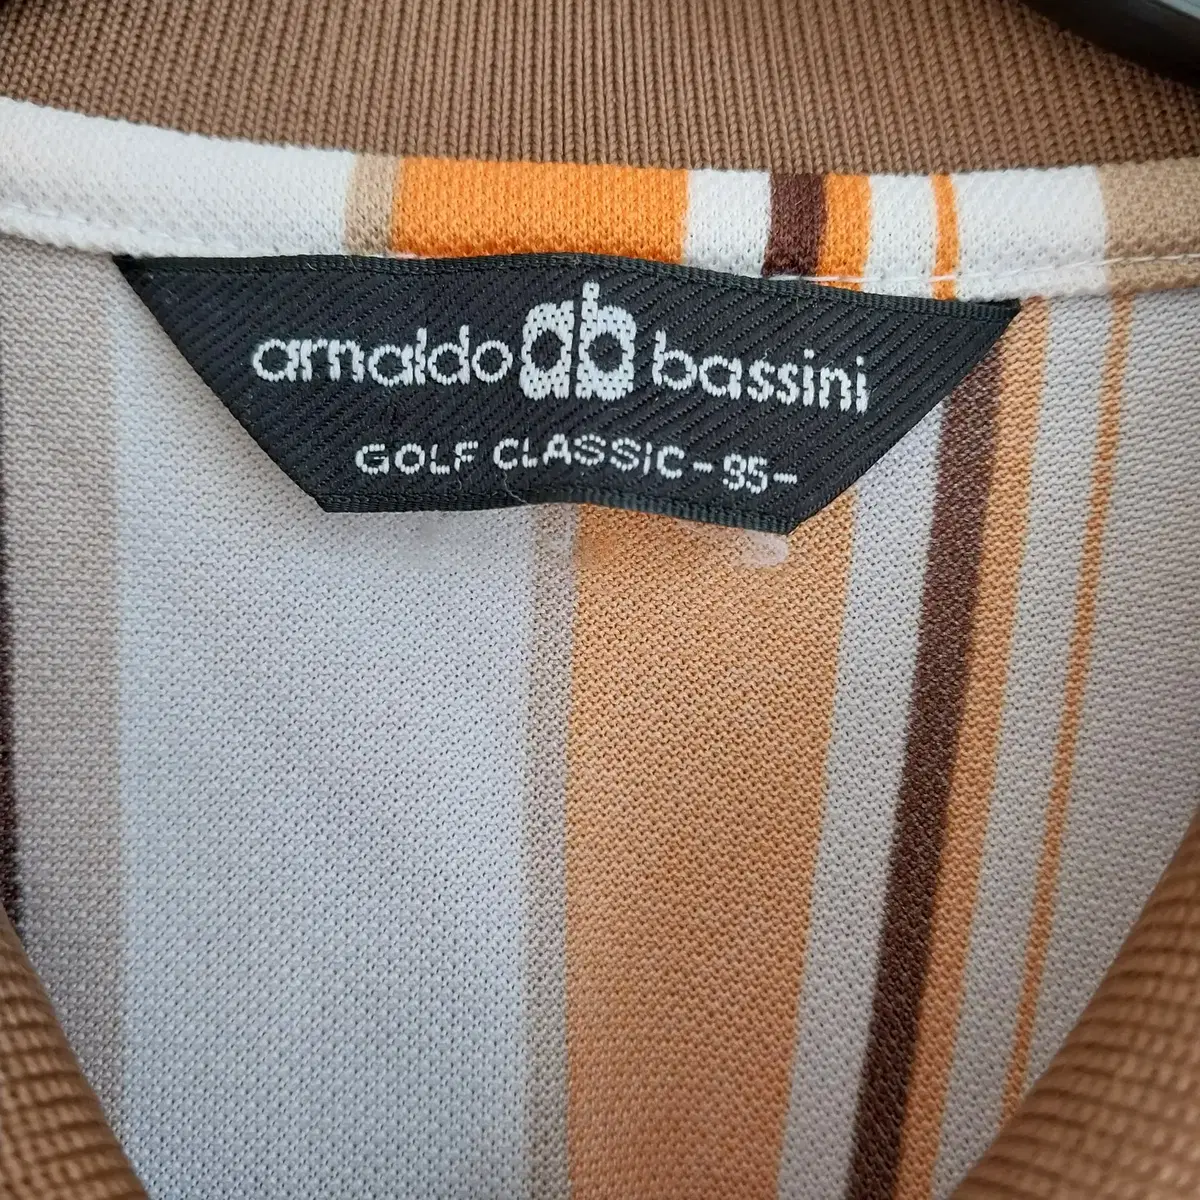 arnaldo ab bassini
GOLF CLASSIC-95-